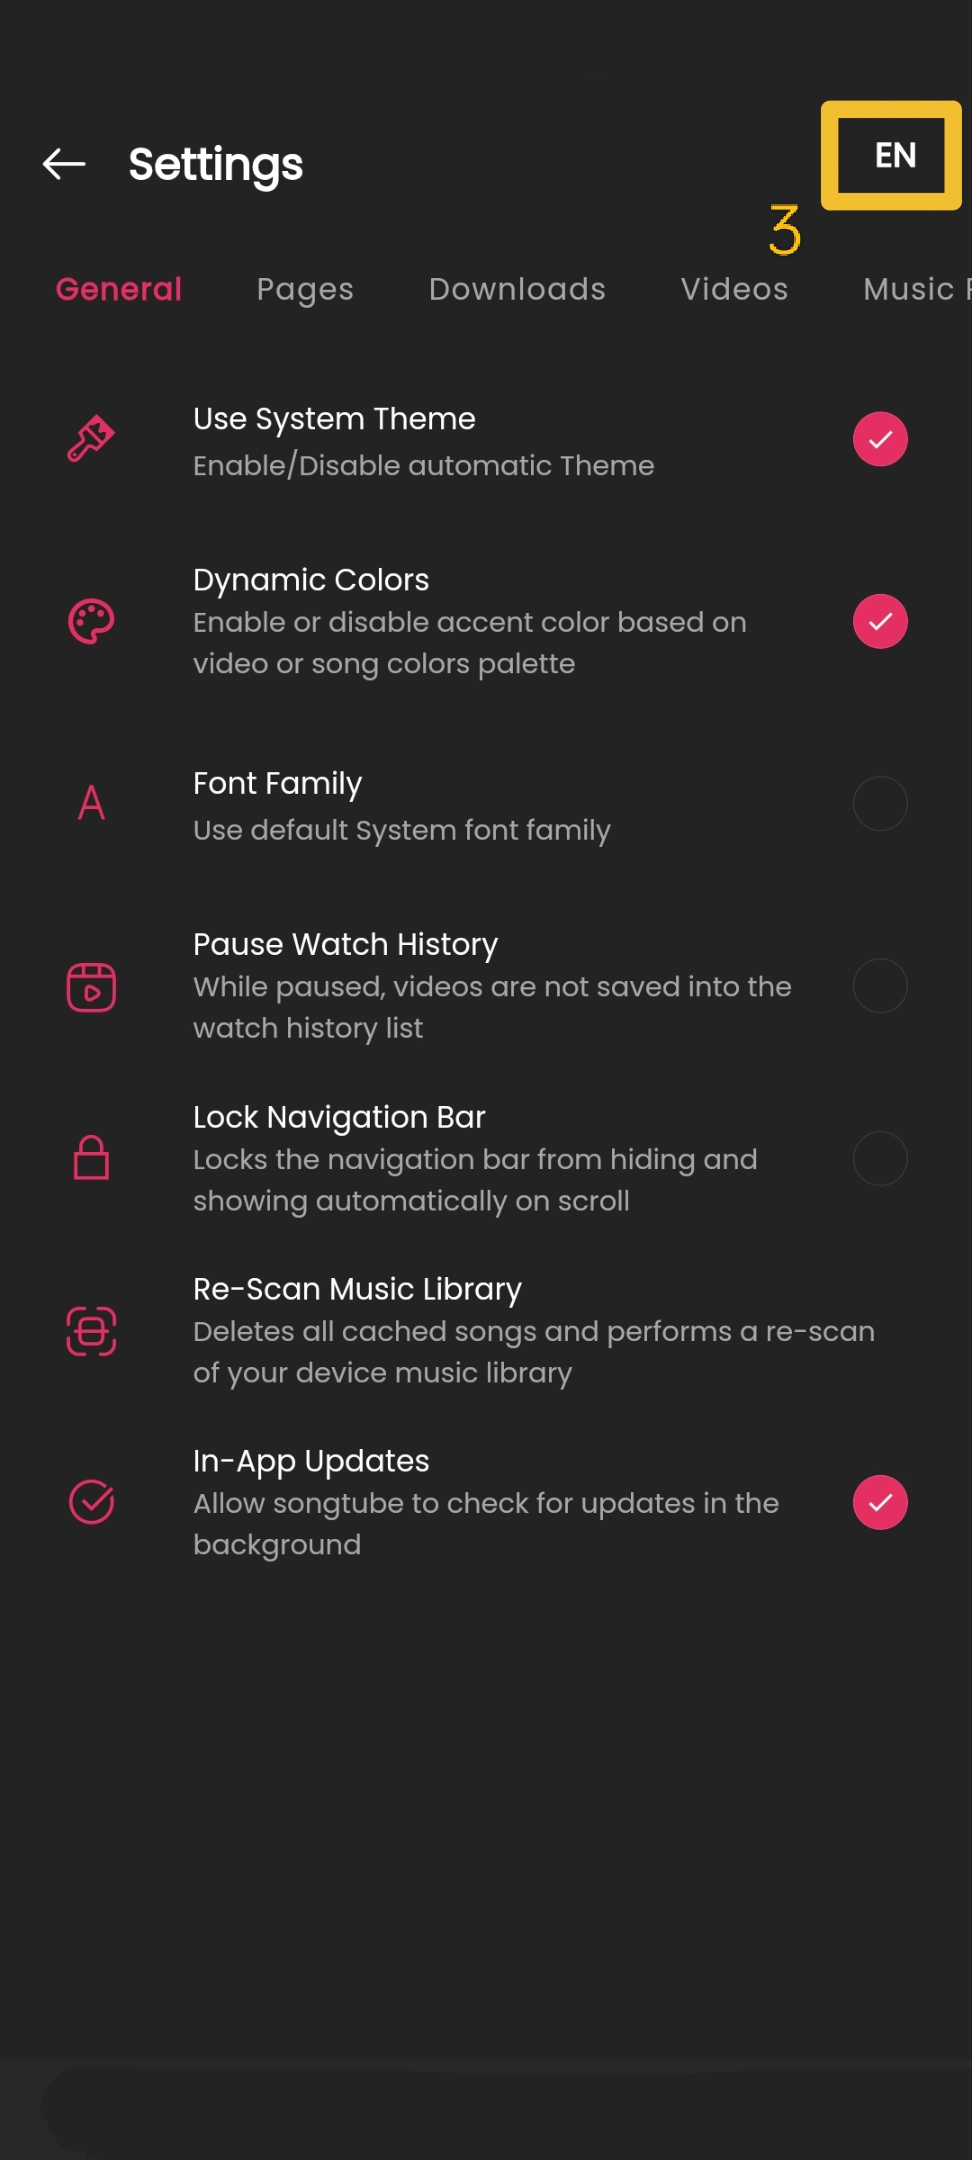 Settings
EN
3
General Pages Downloads Videos Music
Use System Theme
Enable/Disable automatic Theme
Dynamic Colors
Enable or disable accent color based on
video or song colors palette
A
Font Family
Use default System font family
Pause Watch History
While paused, videos are not saved into the
watch history list
Lock Navigation Bar
Locks the navigation bar from hiding and
showing automatically on scroll
Re-Scan Music Library
Deletes all cached songs and performs a re-scan
of your device music library
In-App Updates
Allow songtube to check for updates in the
background